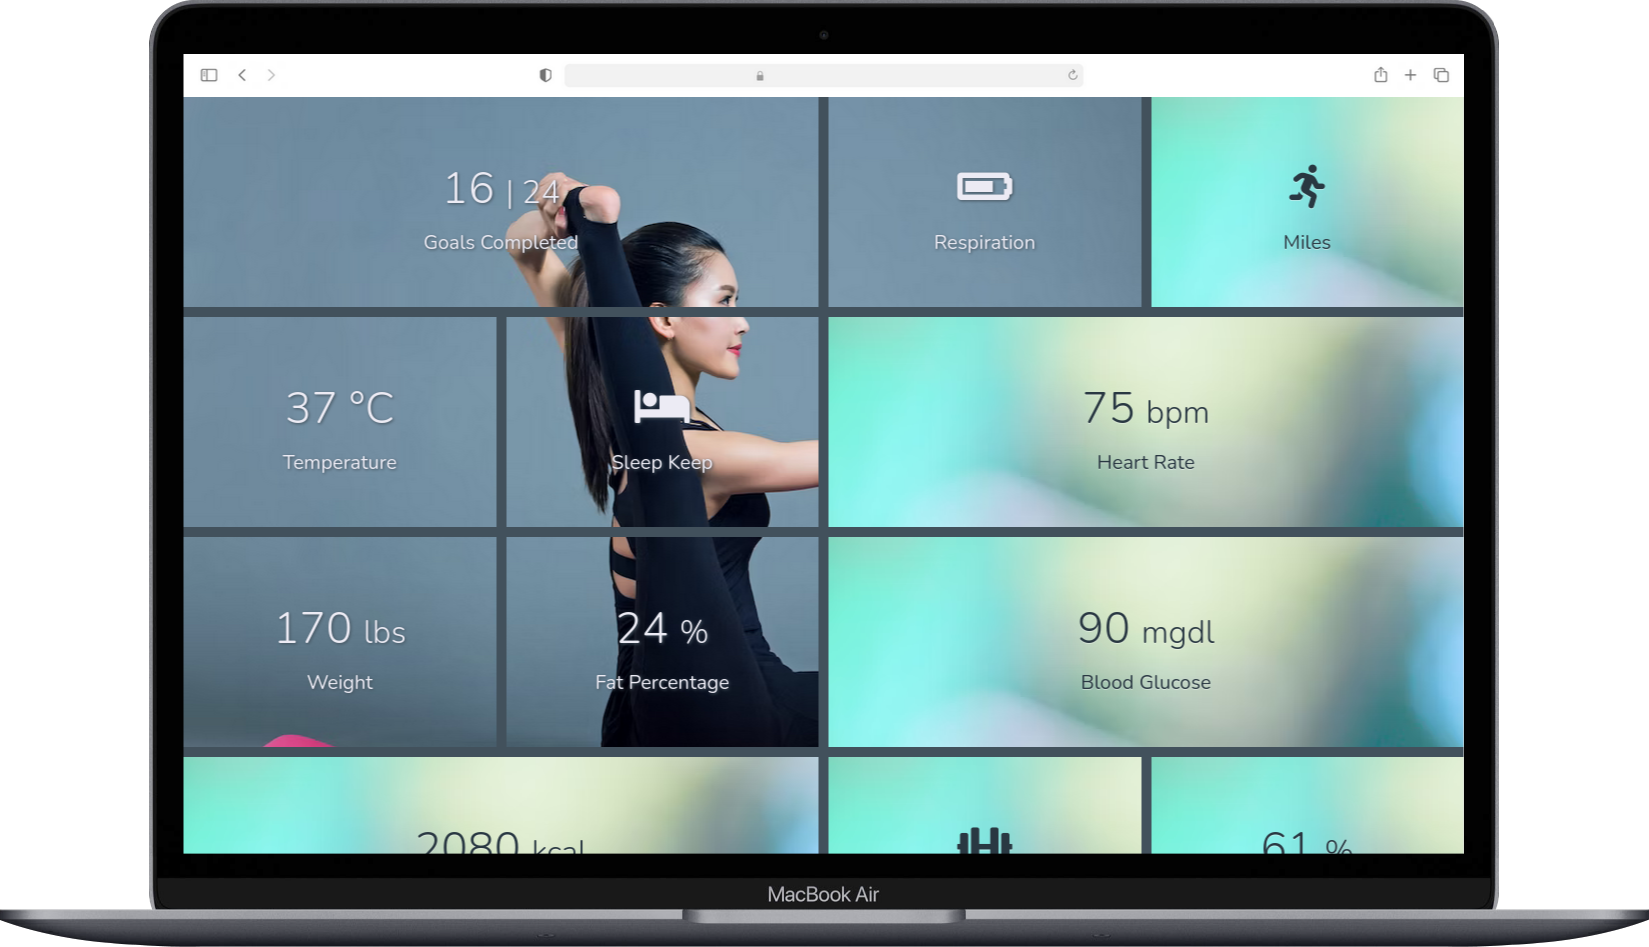 16 | 24
Goals Completed
Respiration
Miles
37 °C
Temperature
Sleep Keep
75 bpm
Heart Rate
170 lbs
Weight
24 %
Fat Percentage
90 mgdl
Blood Glucose
2080 kcal
61 %
MacBook Air